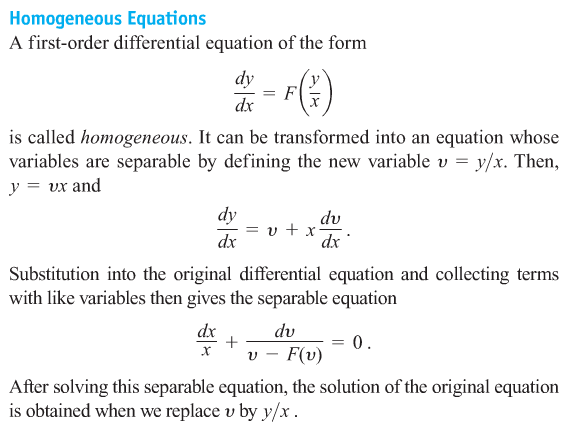 Homogeneous Equations
A first-order differential equation of the form
dy/dx = F(y/x)
is called homogeneous. It can be transformed into an equation whose
variables are separable by defining the new variable v = y/x. Then,
y = vx and
dy/dx = v + x dv/dx .
Substitution into the original differential equation and collecting terms
with like variables then gives the separable equation
dx/x + dv/(v − F(v)) = 0 .
After solving this separable equation, the solution of the original equation
is obtained when we replace v by y/x .